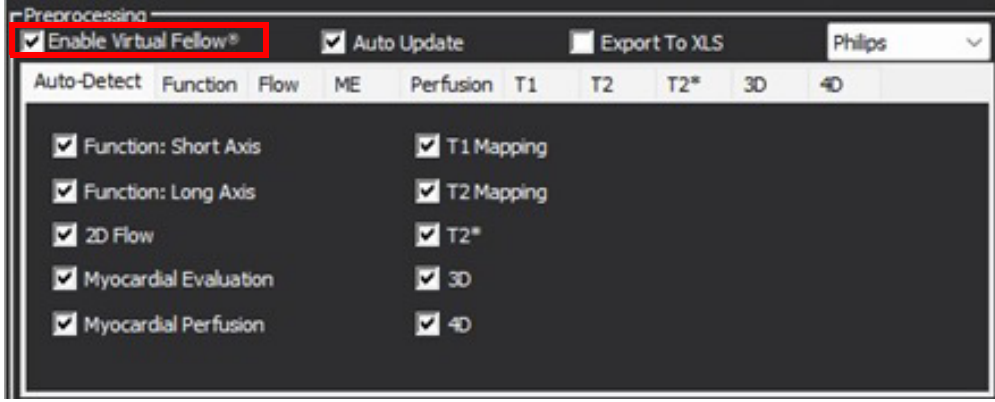 Preprocessing
Enable Virtual Fellow® Auto Update Export To XLS Philips
Auto-Detect Function Flow ME Perfusion T1 T2 T2* 3D 4D
Function: Short Axis T1 Mapping
Function: Long Axis T2 Mapping
2D Flow T2*
Myocardial Evaluation 3D
Myocardial Perfusion 4D